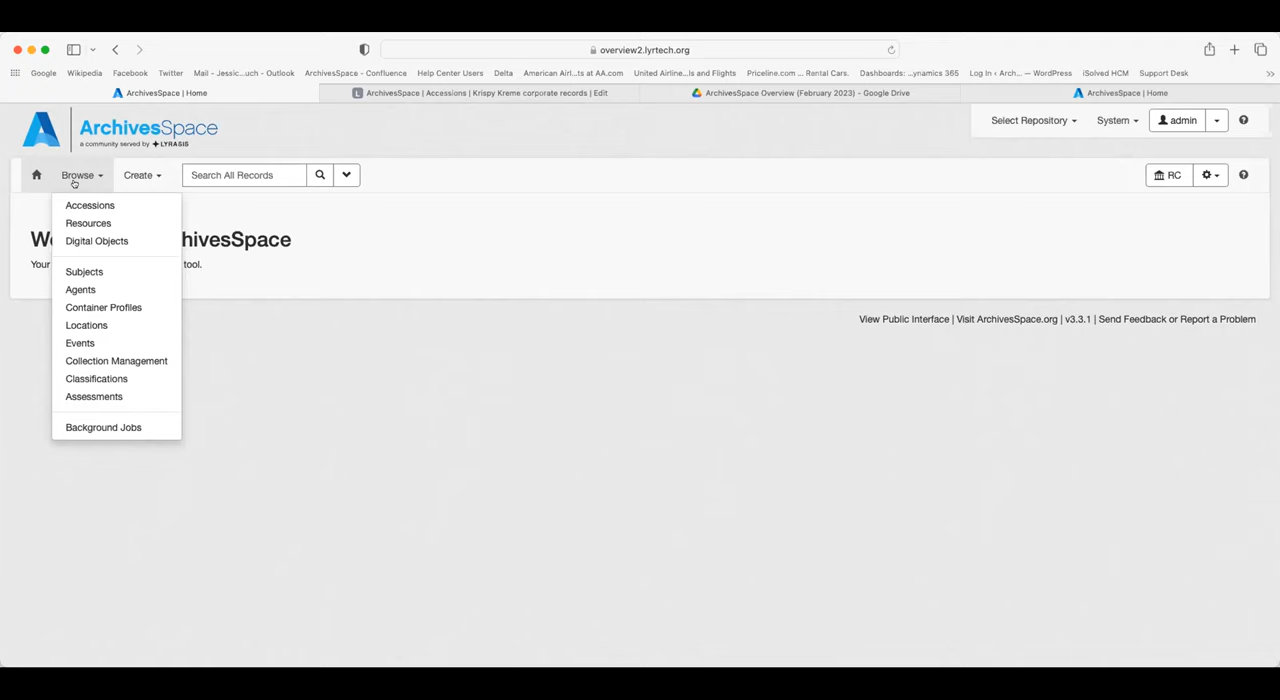 overview2.lyrtech.org
Google Wikipedia Facebook Twitter Mail - Jessic...uch - Outlook ArchivesSpace - Confluence Help Center Users Delta American Airl...ts at AA.com United Airline...ls and Flights Priceline.com ... Rental Cars. Dashboards: ...ynamics 365 Log In ‹ Arch... — WordPress iSolved HCM Support Desk
ArchivesSpace | Home
L ArchivesSpace | Accessions | Krispy Kreme corporate records | Edit
ArchivesSpace Overview (February 2023) - Google Drive
ArchivesSpace | Home
ArchivesSpace
a community served by LYRASIS
Select Repository System admin
Browse Create Search All Records RC
Accessions
Resources
Digital Objects
Subjects
Agents
Container Profiles
Locations
Events
Collection Management
Classifications
Assessments
Background Jobs
hivesSpace
Your tool.
View Public Interface | Visit ArchivesSpace.org | v3.3.1 | Send Feedback or Report a Problem